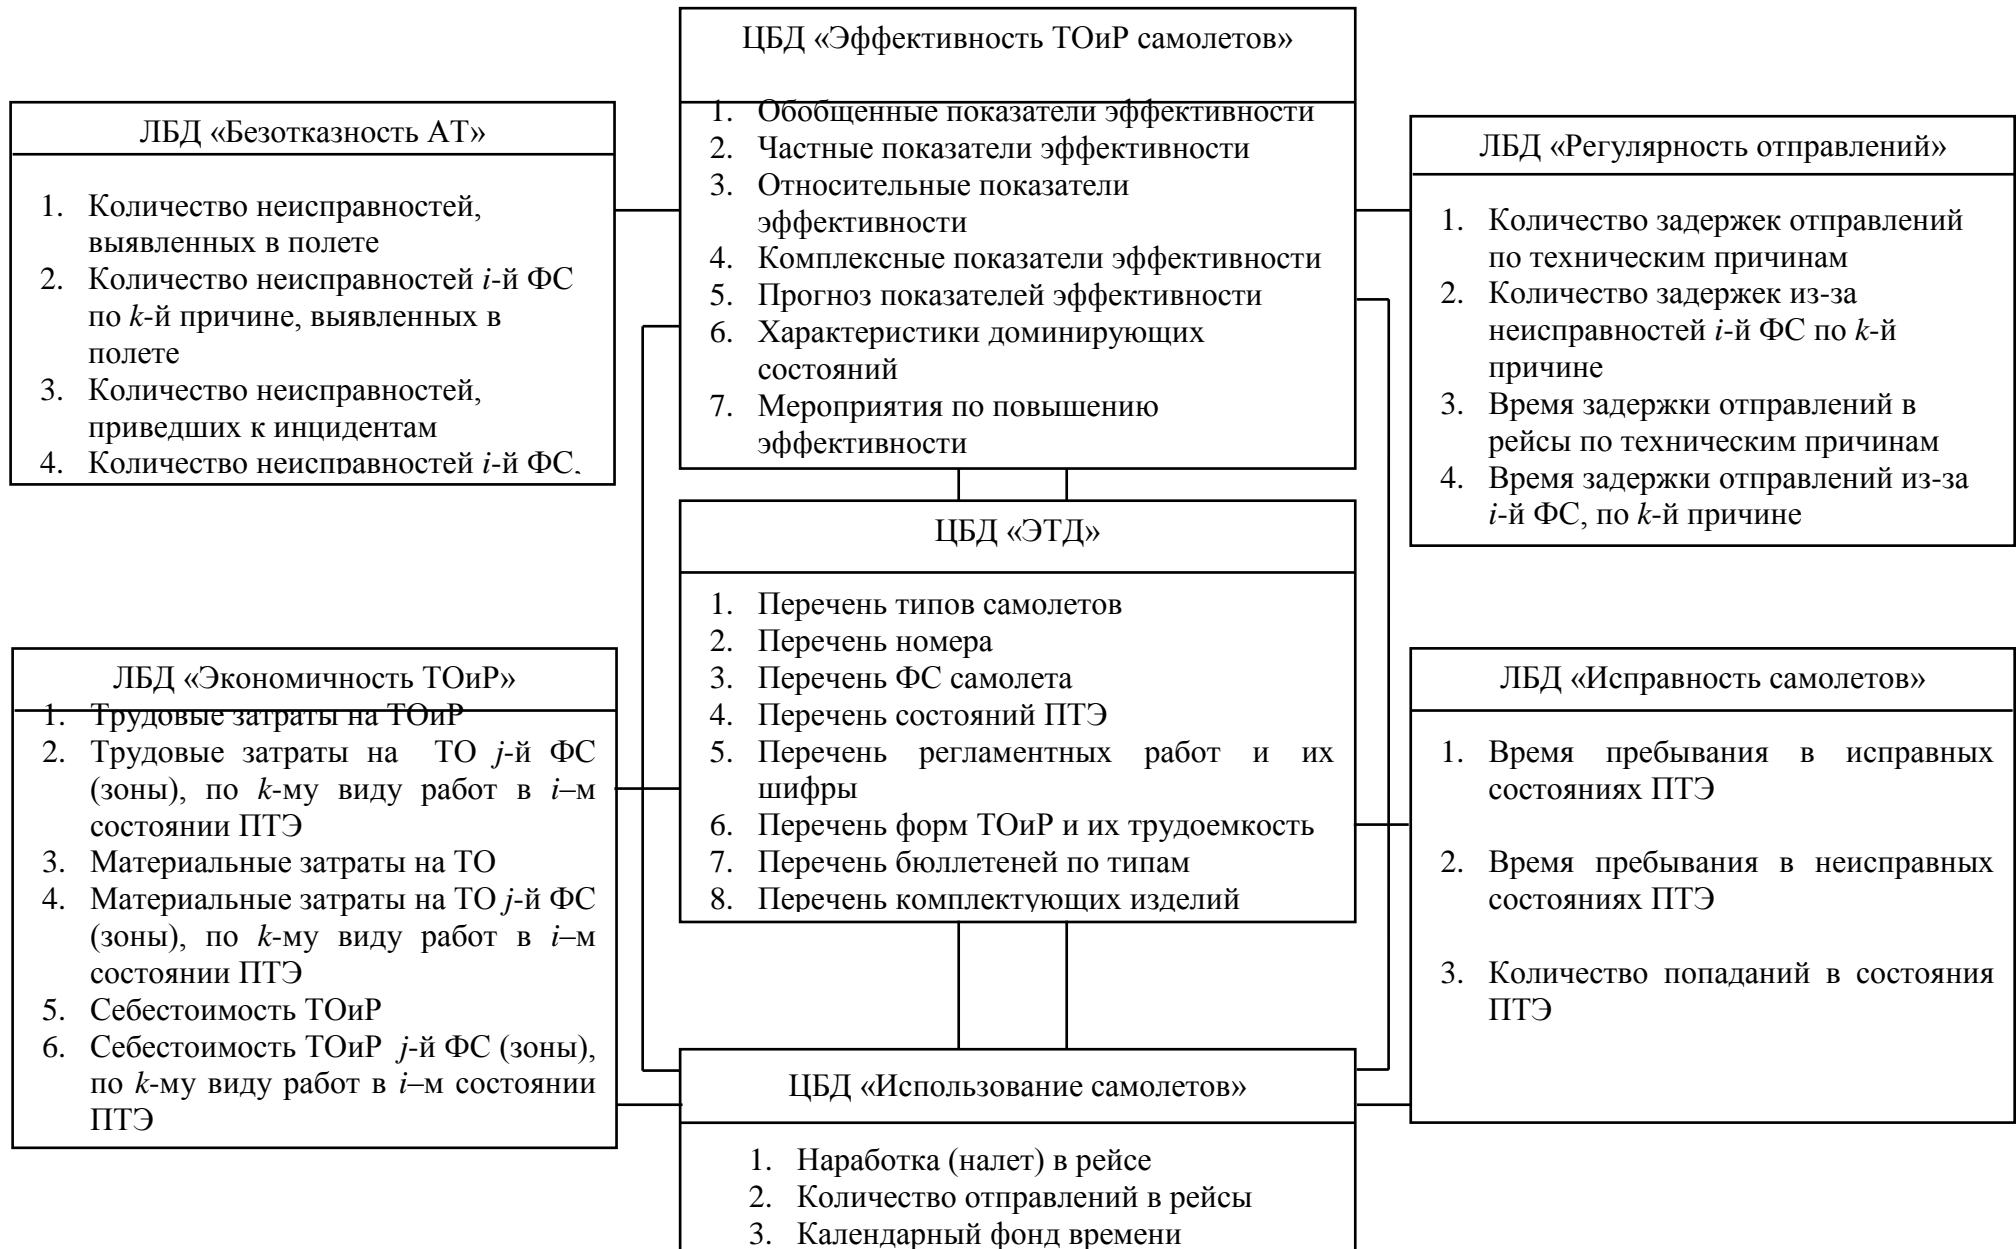 ЦБД «Эффективность ТОиР самолетов»
1. Обобщенные показатели эффективности
2. Частные показатели эффективности
3. Относительные показатели
эффективности
4. Комплексные показатели эффективности
5. Прогноз показателей эффективности
6. Характеристики доминирующих
состояний
7. Мероприятия по повышению
эффективности
ЛБД «Безотказность АТ»
1. Количество неисправностей,
выявленных в полете
2. Количество неисправностей i-й ФС
по k-й причине, выявленных в
полете
3. Количество неисправностей,
приведших к инцидентам
4. Количество неисправностей i-й ФС,
ЛБД «Регулярность отправлений»
1. Количество задержек отправлений
по техническим причинам
2. Количество задержек из-за
неисправностей i-й ФС по k-й
причине
3. Время задержки отправлений в
рейсы по техническим причинам
4. Время задержки отправлений из-за
i-й ФС, по k-й причине
ЦБД «ЭТД»
1. Перечень типов самолетов
2. Перечень номера
3. Перечень ФС самолета
4. Перечень состояний ПТЭ
5. Перечень регламентных работ и их
шифры
6. Перечень форм ТОиР и их трудоемкость
7. Перечень бюллетеней по типам
8. Перечень комплектующих изделий
ЛБД «Экономичность ТОиР»
1. Трудовые затраты на ТОиР
2. Трудовые затраты на ТО j-й ФС
(зоны), по k-му виду работ в i–м
состоянии ПТЭ
3. Материальные затраты на ТО
4. Материальные затраты на ТО j-й ФС
(зоны), по k-му виду работ в i–м
состоянии ПТЭ
5. Себестоимость ТОиР
6. Себестоимость ТОиР j-й ФС (зоны),
по k-му виду работ в i–м состоянии
ПТЭ
ЛБД «Исправность самолетов»
1. Время пребывания в исправных
состояниях ПТЭ
2. Время пребывания в неисправных
состояниях ПТЭ
3. Количество попаданий в состояния
ПТЭ
ЦБД «Использование самолетов»
1. Наработка (налет) в рейсе
2. Количество отправлений в рейсы
3. Календарный фонд времени